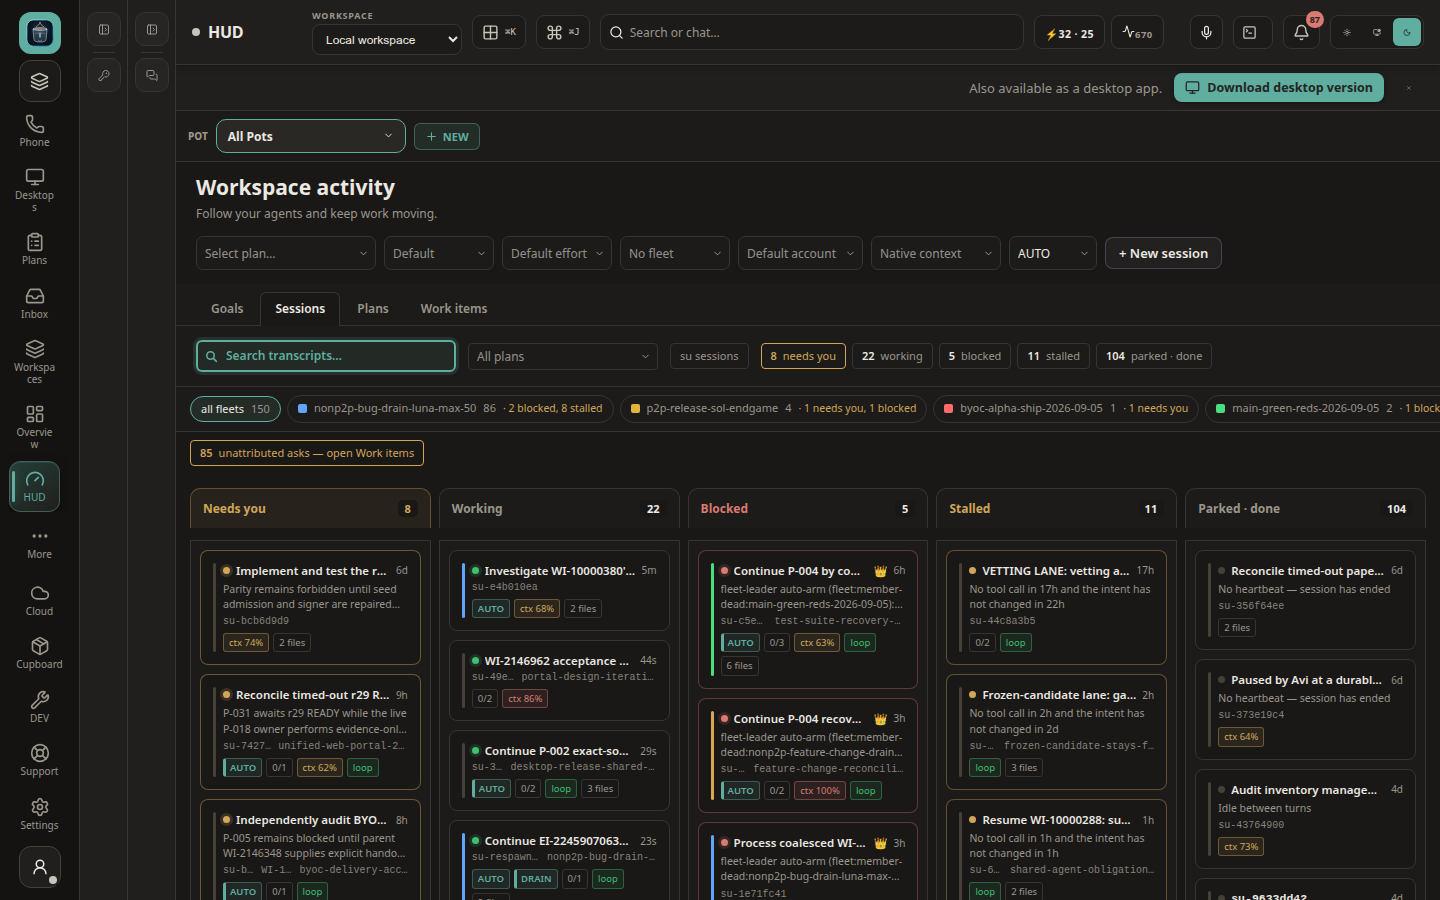 HUD
WORKSPACE
Local workspace
⌘K
⌘J
Search or chat...
⚡32 · 25
670
87
Also available as a desktop app.
Download desktop version
×
POT
All Pots
+ NEW
Phone
Desktop
s
Plans
Inbox
Workspa
ces
Overvie
w
HUD
More
Cloud
Cupboard
DEV
Support
Settings
Workspace activity
Follow your agents and keep work moving.
Select plan...
Default
Default effort
No fleet
Default account
Native context
AUTO
+ New session
Goals
Sessions
Plans
Work items
Search transcripts...
All plans
su sessions
8 needs you
22 working
5 blocked
11 stalled
104 parked · done
all fleets 150
nonp2p-bug-drain-luna-max-50 86 · 2 blocked, 8 stalled
p2p-release-sol-endgame 4 · 1 needs you, 1 blocked
byoc-alpha-ship-2026-09-05 1 · 1 needs you
main-green-reds-2026-09-05 2 · 1 block
85 unattributed asks — open Work items
Needs you 8
Implement and test the r... 6d
Parity remains forbidden until seed
admission and signer are repaired...
su-bcb6d9d9
ctx 74%
2 files
Reconcile timed-out r29 R... 9h
P-031 awaits r29 READY while the live
P-018 owner performs evidence-onl...
su-7427… unified-web-portal-2…
AUTO
0/1
ctx 62%
loop
Independently audit BYO... 8h
P-005 remains blocked until parent
WI-2146348 supplies explicit hando...
su-b… WI-1… byoc-delivery-acc…
AUTO
0/1
loop
Working 22
Investigate WI-10000380'... 5m
su-e4b010ea
AUTO
ctx 68%
2 files
WI-2146962 acceptance ... 44s
su-49e… portal-design-iterati…
0/2
ctx 86%
Continue P-002 exact-so... 29s
su-3… desktop-release-shared-…
AUTO
0/2
loop
3 files
Continue EI-2245907063... 23s
su-respawn… nonp2p-bug-drain-…
AUTO
DRAIN
0/1
loop
Blocked 5
Continue P-004 by co... 👑 6h
fleet-leader auto-arm (fleet:member-
dead:main-green-reds-2026-09-05):...
su-c5e… test-suite-recovery-…
AUTO
0/3
ctx 63%
loop
6 files
Continue P-004 recov... 👑 3h
fleet-leader auto-arm (fleet:member-
dead:nonp2p-feature-change-drain...
su-… feature-change-reconcili…
AUTO
0/2
ctx 100%
loop
Process coalesced WI-... 👑 3h
fleet-leader auto-arm (fleet:member-
dead:nonp2p-bug-drain-luna-max-...
su-1e71fc41
Stalled 11
VETTING LANE: vetting a... 17h
No tool call in 17h and the intent has
not changed in 22h
su-44c8a3b5
0/2
loop
Frozen-candidate lane: ga... 2h
No tool call in 2h and the intent has
not changed in 2d
su-… frozen-candidate-stays-f…
loop
3 files
Resume WI-10000288: su... 1h
No tool call in 1h and the intent has
not changed in 1h
su-6… shared-agent-obligation…
loop
2 files
Parked · done 104
Reconcile timed-out pape... 6d
No heartbeat — session has ended
su-356f64ee
2 files
Paused by Avi at a durabl... 6d
No heartbeat — session has ended
su-373e19c4
ctx 64%
Audit inventory manage... 4d
Idle between turns
su-43764900
ctx 73%
su-9633dd42 4d